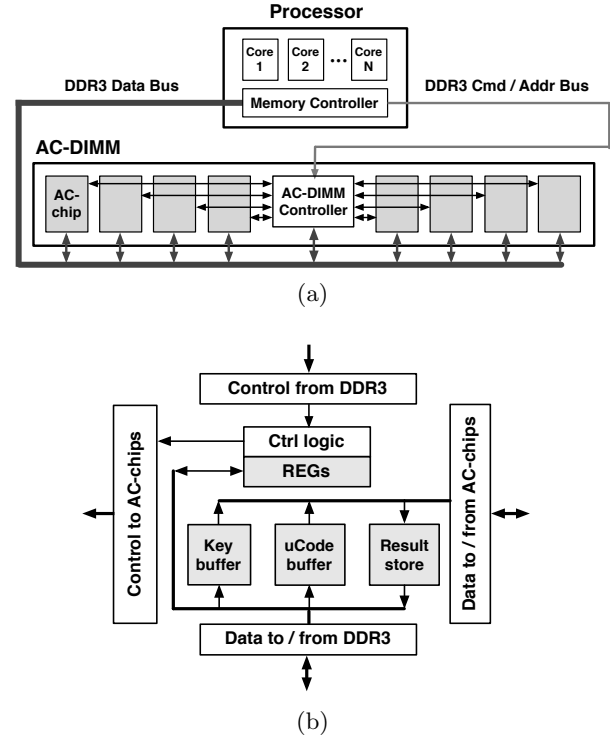 Processor
Core
1
Core
2
...
Core
N
Memory Controller
DDR3 Data Bus
DDR3 Cmd / Addr Bus
AC-DIMM
AC-
chip
AC-DIMM
Controller
(a)
Control from DDR3
Ctrl logic
REGs
Control to AC-chips
Data to / from AC-chips
Key
buffer
uCode
buffer
Result
store
Data to / from DDR3
(b)